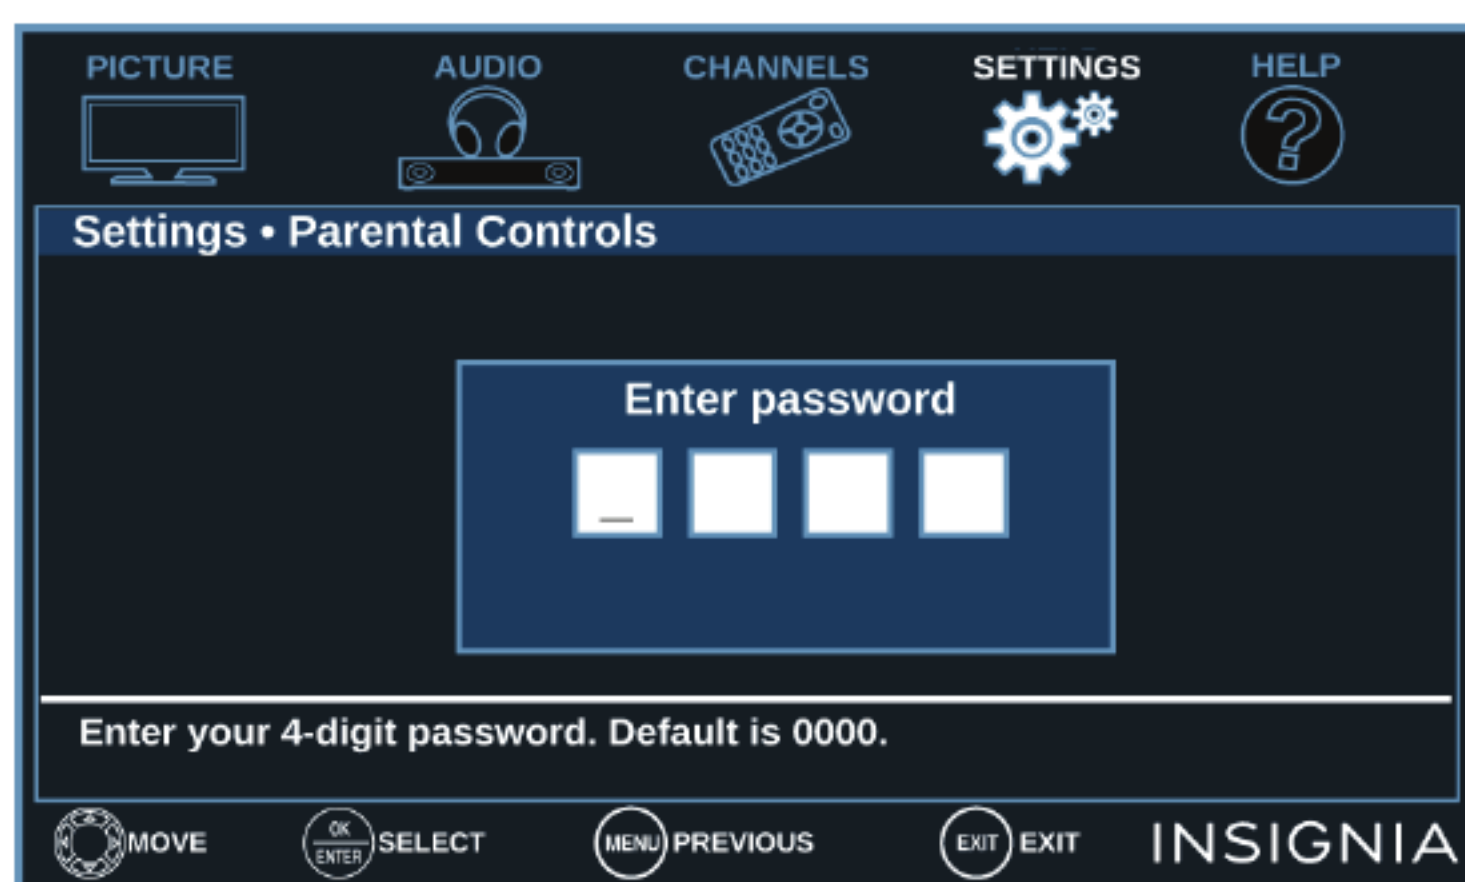 PICTURE AUDIO CHANNELS SETTINGS HELP
Settings • Parental Controls
Enter password
_
Enter your 4-digit password. Default is 0000.
MOVE OK ENTER SELECT MENU PREVIOUS EXIT EXIT INSIGNIA